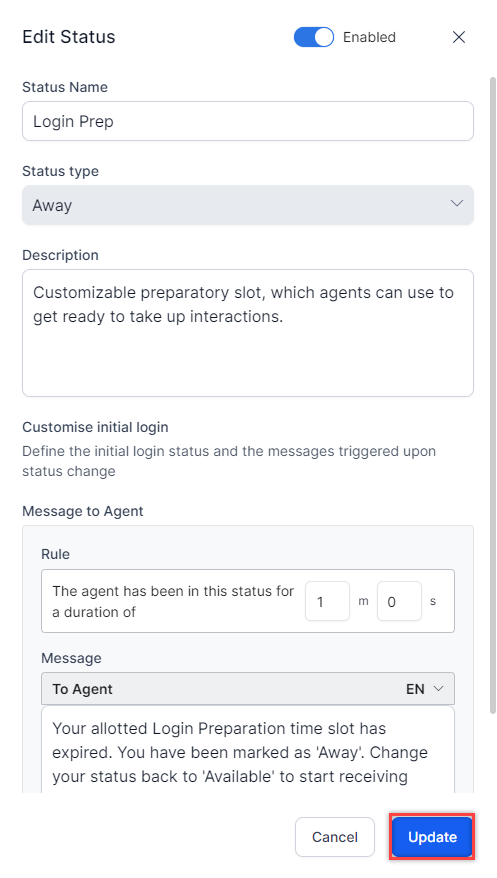 Edit Status
Enabled
Status Name
Login Prep
Status type
Away
Description
Customizable preparatory slot, which agents can use to
get ready to take up interactions.
Customise initial login
Define the initial login status and the messages triggered upon
status change
Message to Agent
Rule
The agent has been in this status for
a duration of
1 m 0 s
Message
To Agent EN
Your allotted Login Preparation time slot has
expired. You have been marked as 'Away'. Change
your status back to 'Available' to start receiving
Cancel Update